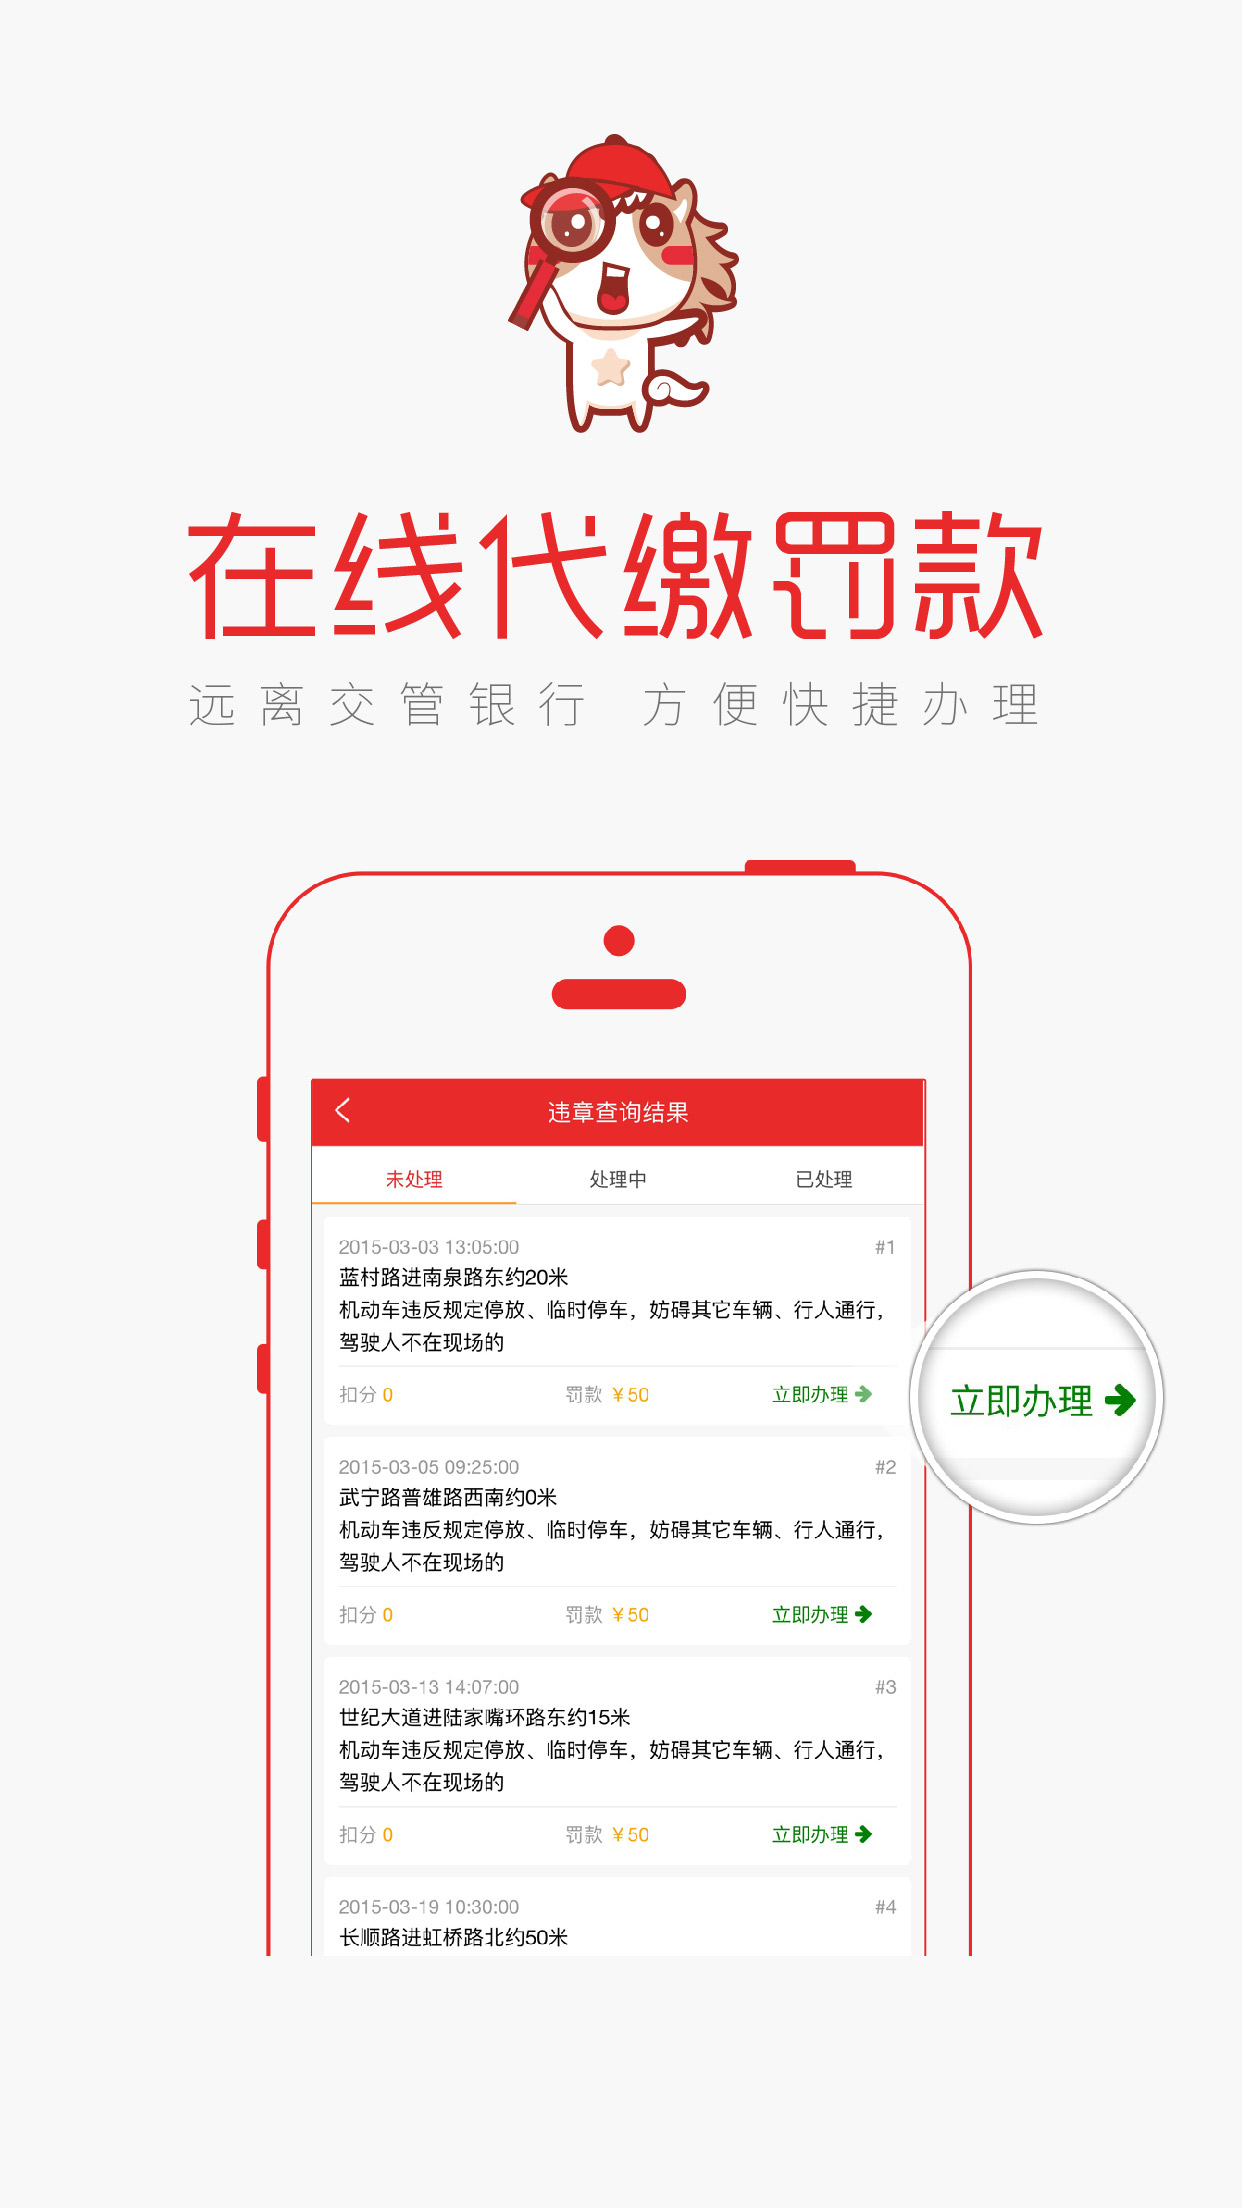 在线代缴罚款
远离交管银行 方便快捷办理
违章查询结果
未处理 处理中 已处理
2015-03-03 13:05:00 #1
蓝村路进南泉路东约20米
机动车违反规定停放、临时停车，妨碍其它车辆、行人通行，
驾驶人不在现场的
扣分 0 罚款 ￥50 立即办理
立即办理
2015-03-05 09:25:00 #2
武宁路普雄路西南约0米
机动车违反规定停放、临时停车，妨碍其它车辆、行人通行，
驾驶人不在现场的
扣分 0 罚款 ￥50 立即办理
2015-03-13 14:07:00 #3
世纪大道进陆家嘴环路东约15米
机动车违反规定停放、临时停车，妨碍其它车辆、行人通行，
驾驶人不在现场的
扣分 0 罚款 ￥50 立即办理
2015-03-19 10:30:00 #4
长顺路进虹桥路北约50米